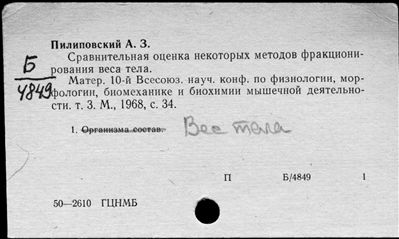 Пилиповский А. З.
Сравнительная оценка некоторых методов фракциони-
рования веса тела.
Матер. 10-й Всесоюз. науч. конф. по физиологии, мор-
фологии, биомеханике и биохимии мышечной деятельно-
сти. т. 3. М., 1968, с. 34.
Б
4849
1. Организма состав. Вес тела
П Б/4849 1
50—2610 ГЦНМБ